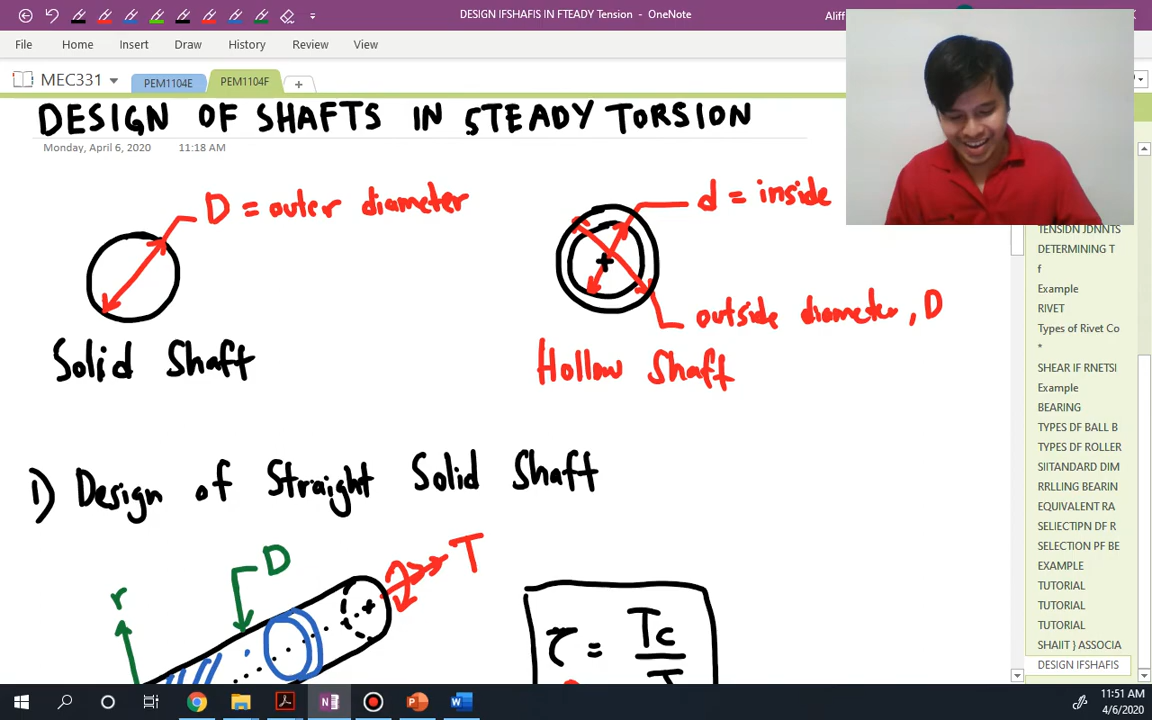 DESIGN IFSHAFIS IN FTEADY Tension - OneNote
Aliff
File Home Insert Draw History Review View
MEC331
PEM1104E
PEM1104F
DESIGN OF SHAFTS IN STEADY TORSION
Monday, April 6, 2020 11:18 AM
D = outer diameter
d = inside
outside diameter, D
Solid Shaft
Hollow Shaft
1) Design of Straight Solid Shaft
D
T
r
τ = Tc
TENSIDN JDNNTS
DETERMINING T
f
Example
RIVET
Types of Rivet Co
*
SHEAR IF RNETSI
Example
BEARING
TYPES DF BALL B
TYPES DF ROLLER
SIITANDARD DIM
RRLLING BEARIN
EQUIVALENT RA
SELIECTIPN DF R
SELECTION PF BE
EXAMPLE
TUTORIAL
TUTORIAL
TUTORIAL
SHAIIT } ASSOCIA
DESIGN IFSHAFIS
11:51 AM
4/6/2020